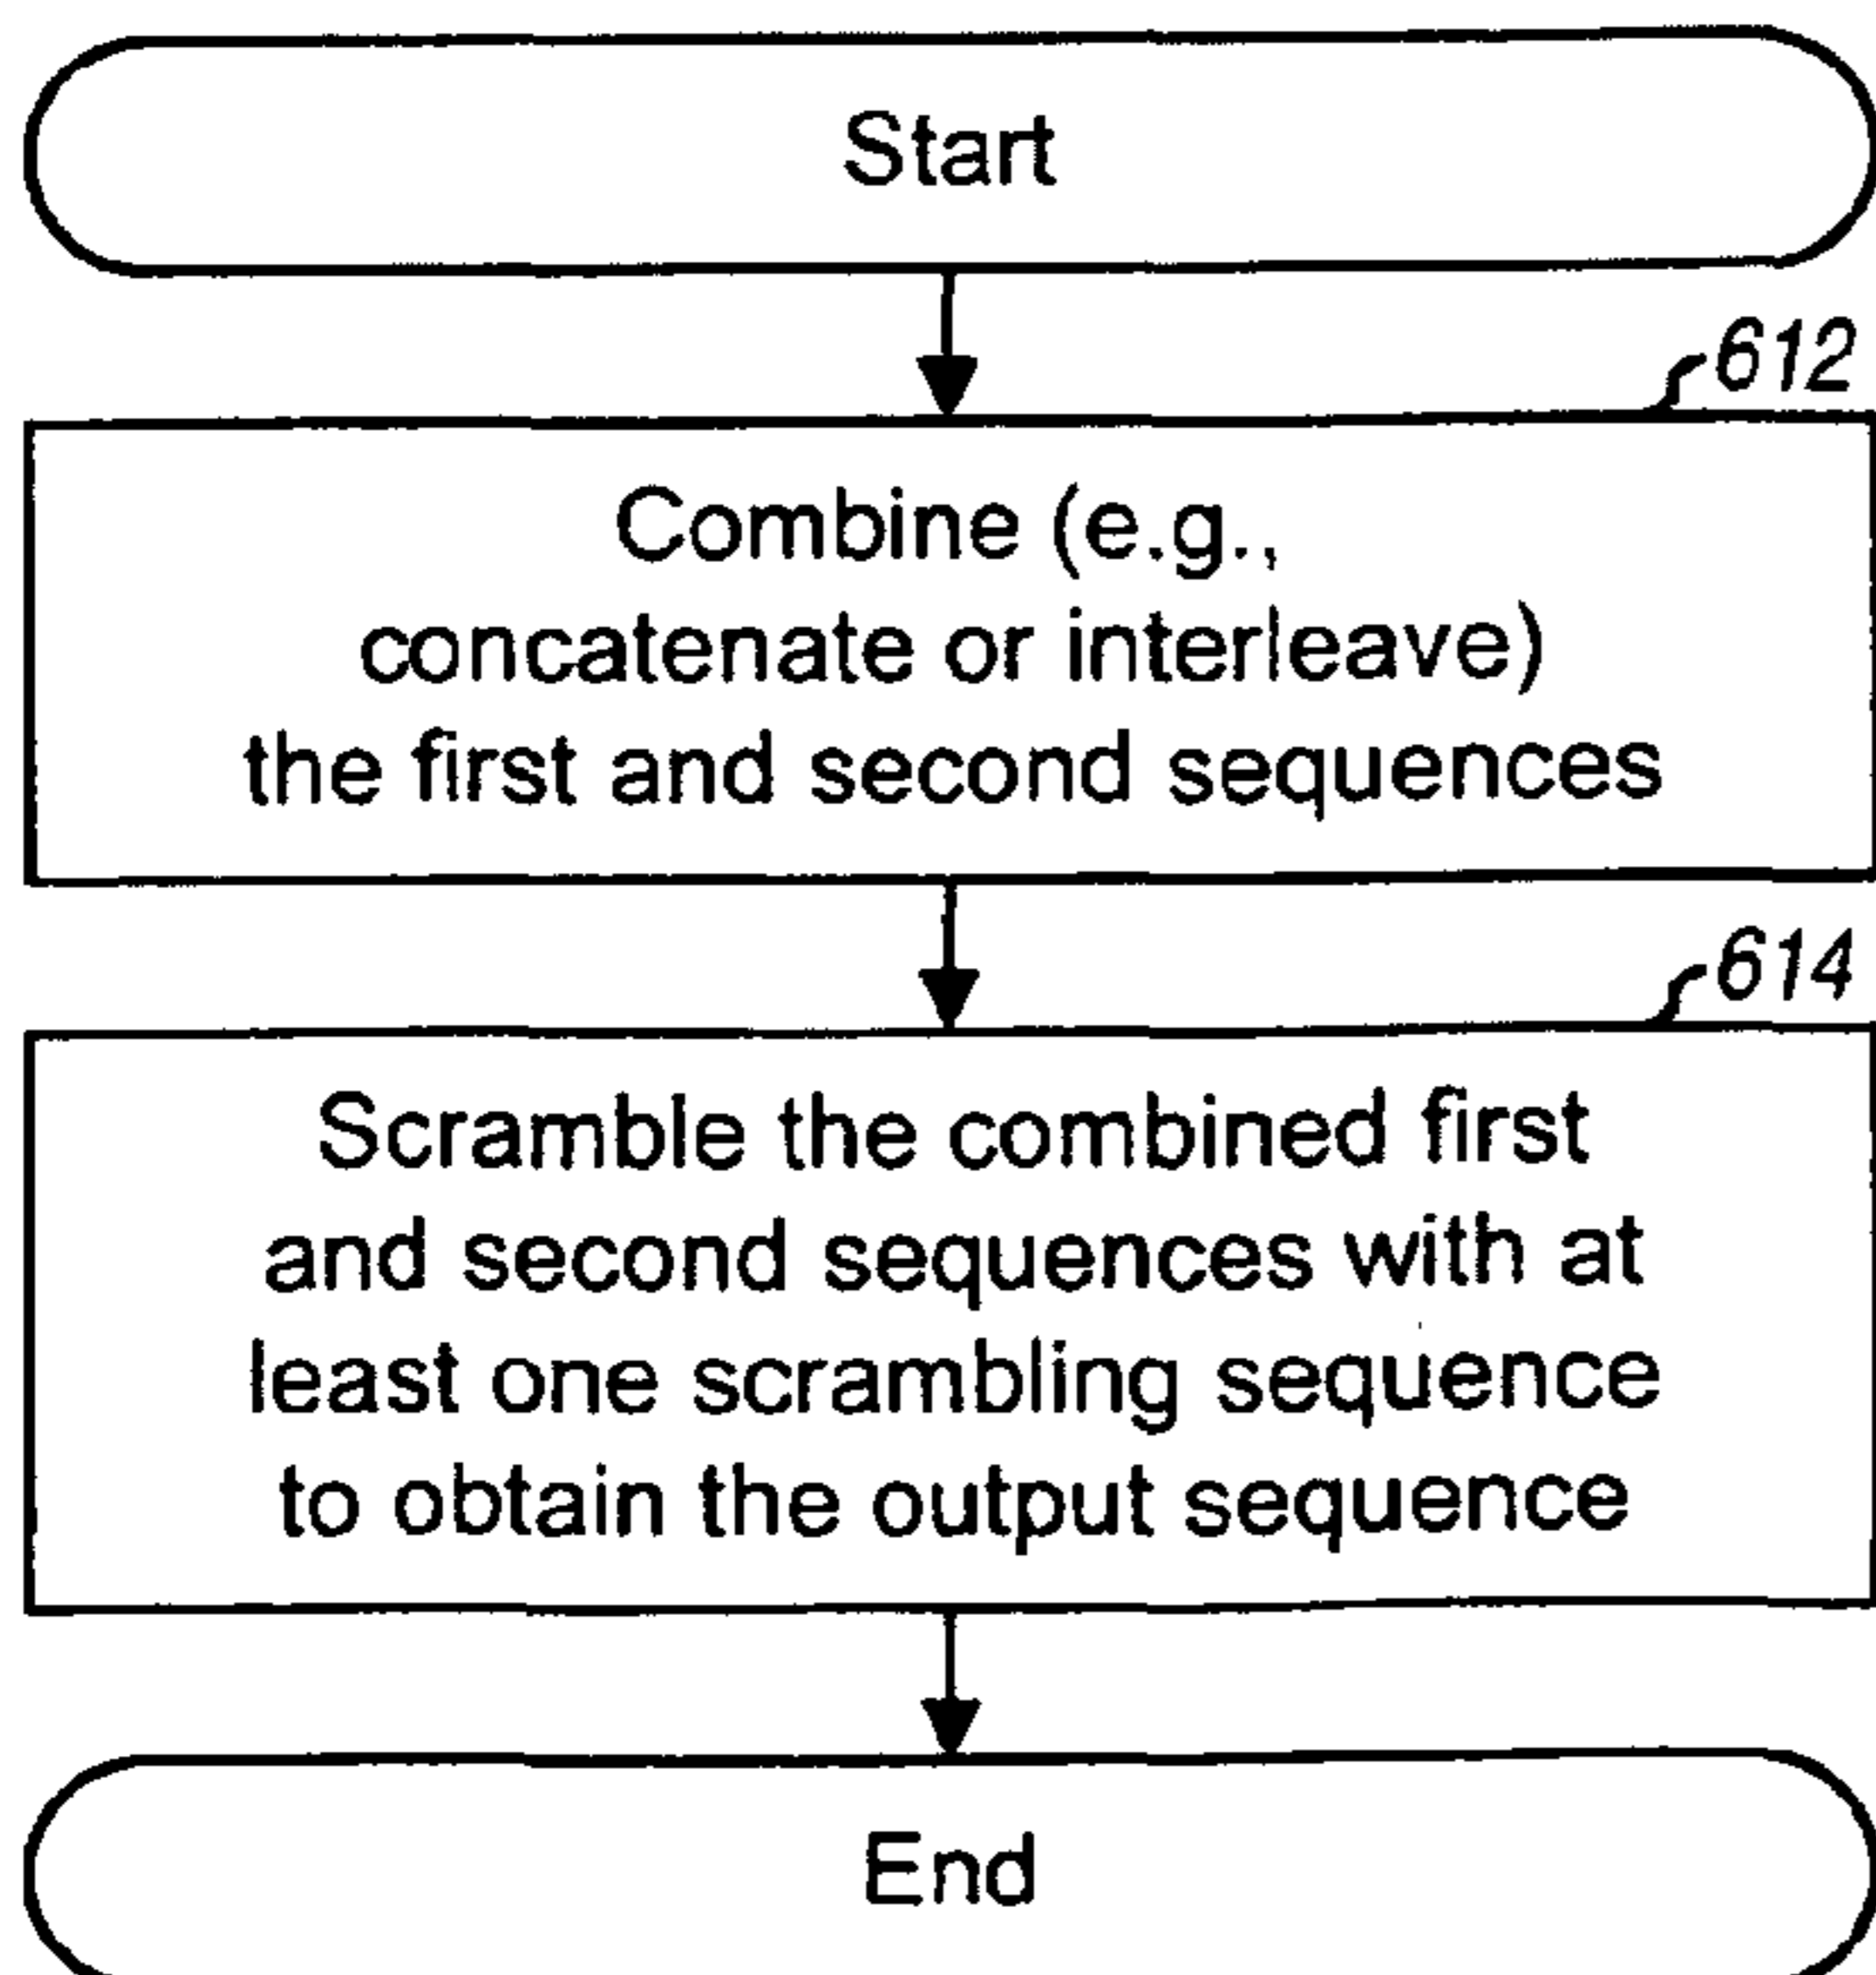 Start
612
Combine (e.g.,
concatenate or interleave)
the first and second sequences
614
Scramble the combined first
and second sequences with at
least one scrambling sequence
to obtain the output sequence
End